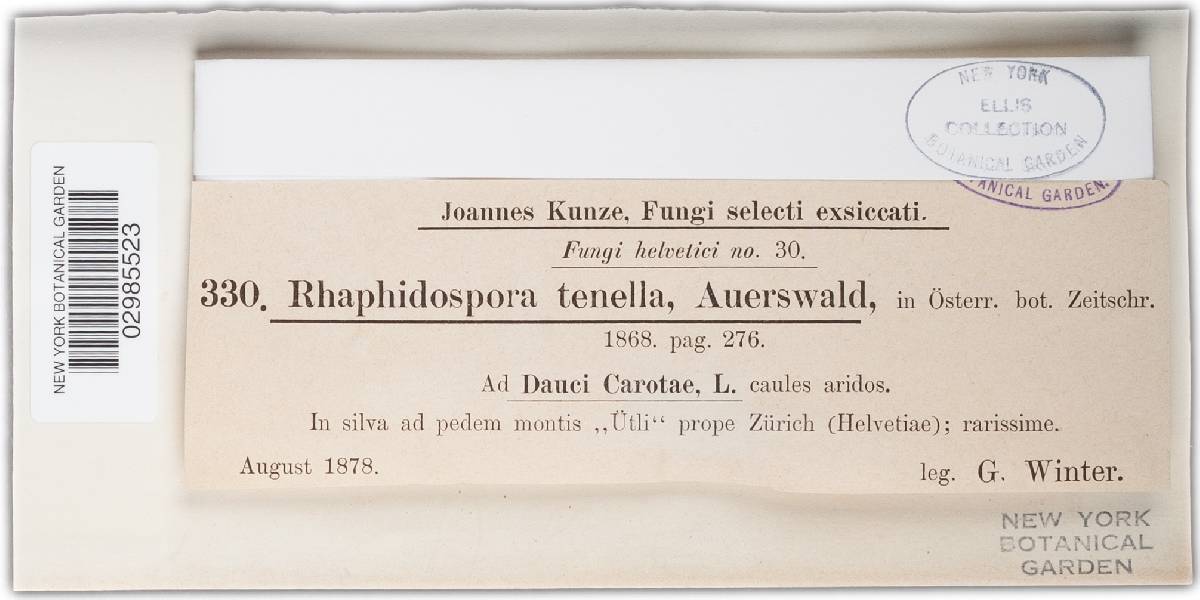 NEW YORK
ELLIS
COLLECTION
BOTANICAL GARDEN
ANICAL GARDEN.
Joannes Kunze, Fungi selecti exsiccati.
Fungi helvetici no. 30.
330. Rhaphidospora tenella, Auerswald, in Österr. bot. Zeitschr.
1868. pag. 276.
Ad Dauci Carotae, L. caules aridos.
In silva ad pedem montis „Ütli“ prope Zürich (Helvetiae); rarissime.
August 1878.
leg. G. Winter.
NEW YORK
BOTANICAL
GARDEN
NEW YORK BOTANICAL GARDEN
02985523